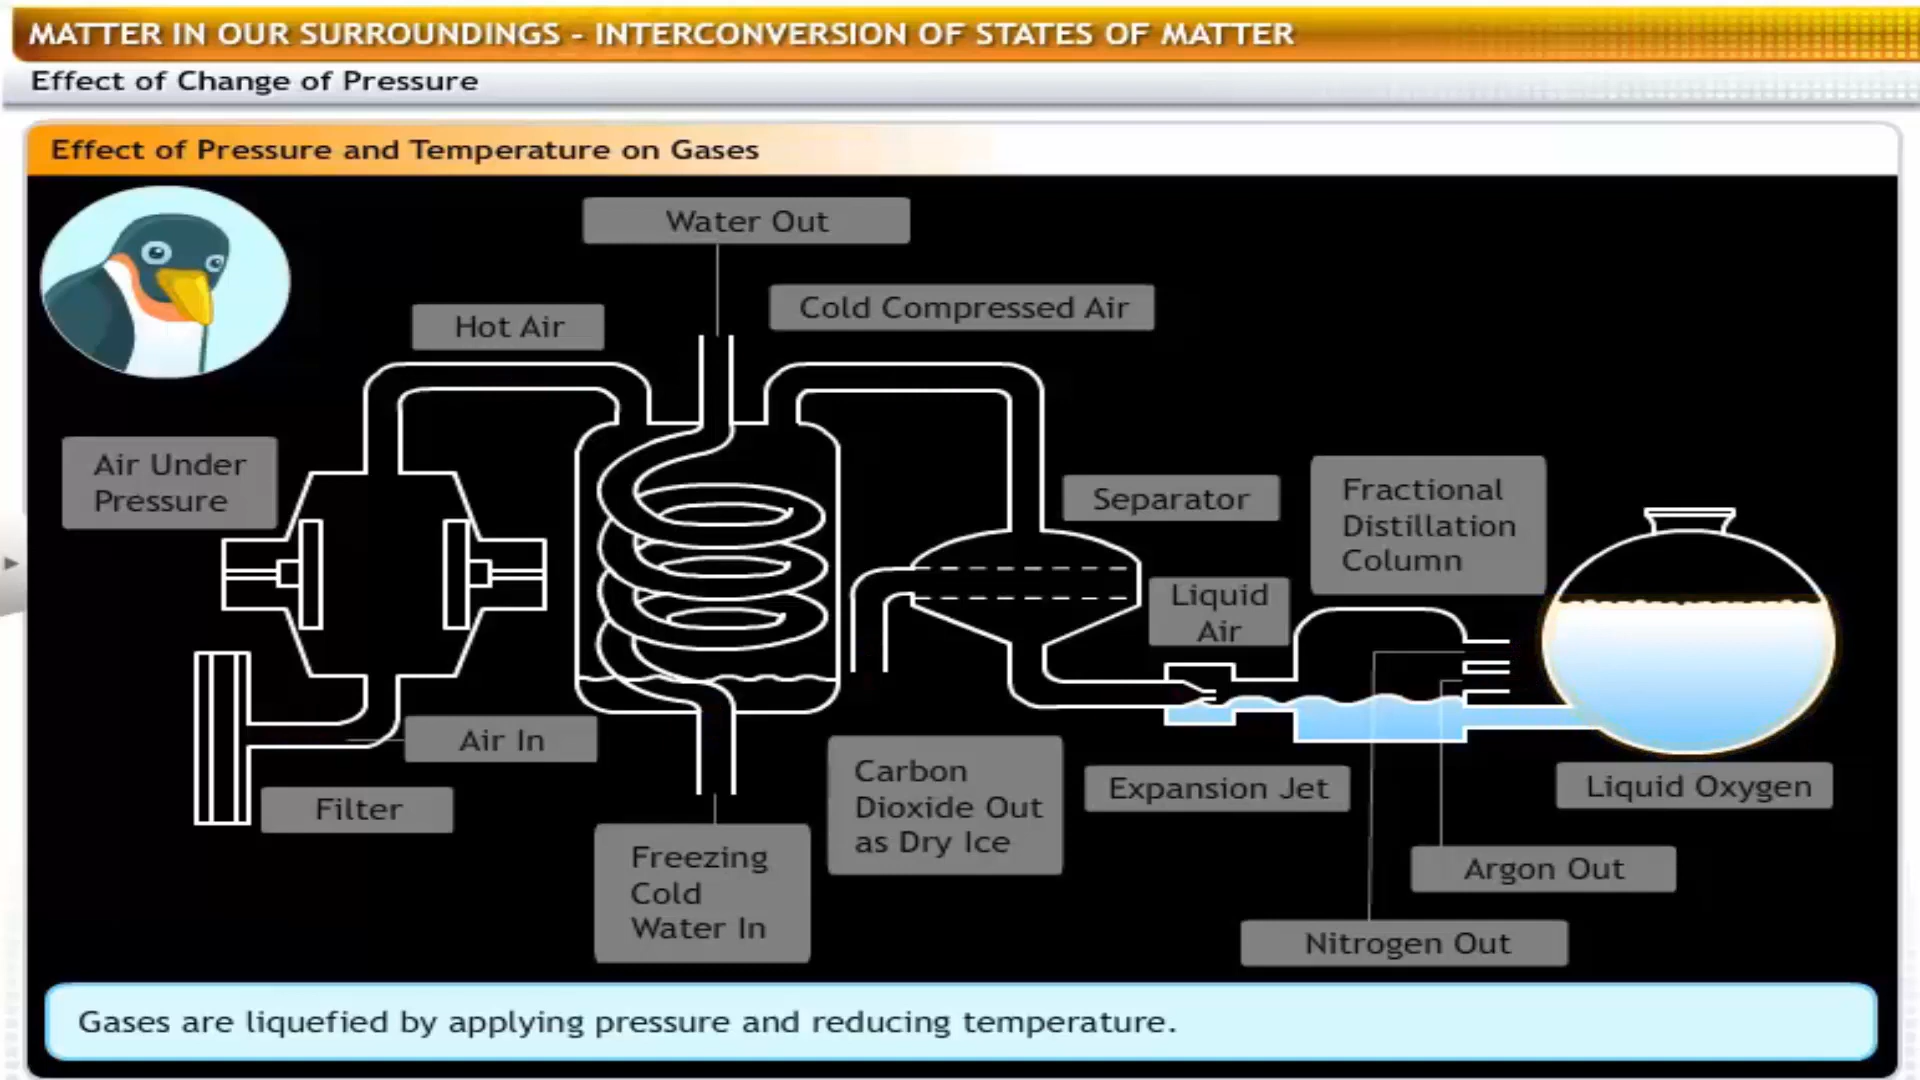 MATTER IN OUR SURROUNDINGS - INTERCONVERSION OF STATES OF MATTER
Effect of Change of Pressure
Effect of Pressure and Temperature on Gases
Water Out
Cold Compressed Air
Hot Air
Air Under
Pressure
Separator
Fractional
Distillation
Column
Liquid
Air
Air In
Filter
Carbon
Dioxide Out
as Dry Ice
Expansion Jet
Liquid Oxygen
Freezing
Cold
Water In
Argon Out
Nitrogen Out
Gases are liquefied by applying pressure and reducing temperature.